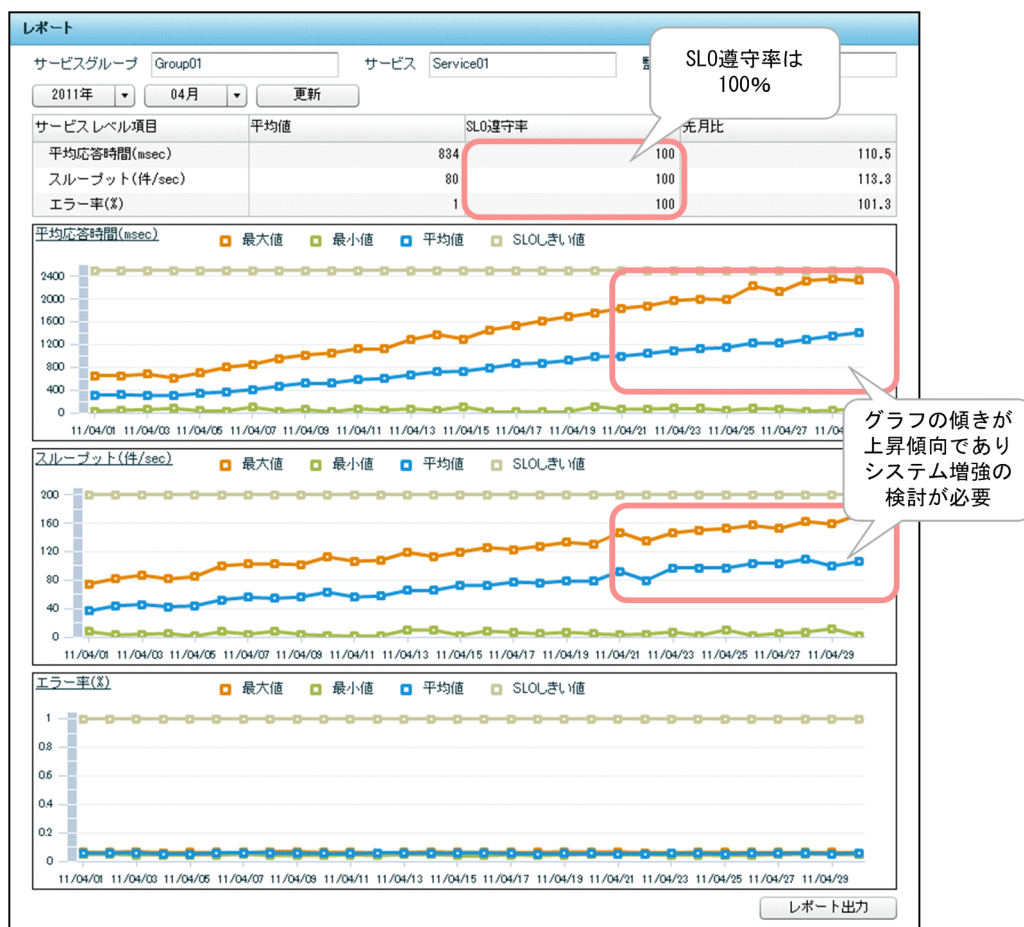 レポート
サービスグループ Group01 サービス Service01
SLO遵守率は
100%
2011年 04月 更新
サービスレベル項目 平均値 SLO遵守率 先月比
平均応答時間(msec) 834 100 110.5
スループット(件/sec) 80 100 113.3
エラー率(%) 1 100 101.3
平均応答時間(msec)
最大値 最小値 平均値 SLOしきい値
2400
2000
1600
1200
800
400
0
11/04/01 11/04/03 11/04/05 11/04/07 11/04/09 11/04/11 11/04/13 11/04/15 11/04/17 11/04/19 11/04/21 11/04/23 11/04/25 11/04/27
グラフの傾きが
上昇傾向であり
システム増強の
検討が必要
スループット(件/sec)
最大値 最小値 平均値 SLOしきい値
200
160
120
80
40
0
11/04/01 11/04/03 11/04/05 11/04/07 11/04/09 11/04/11 11/04/13 11/04/15 11/04/17 11/04/19 11/04/21 11/04/23 11/04/25 11/04/27 11/04/29
エラー率(%)
最大値 最小値 平均値 SLOしきい値
1
0.8
0.6
0.4
0.2
0
11/04/01 11/04/03 11/04/05 11/04/07 11/04/09 11/04/11 11/04/13 11/04/15 11/04/17 11/04/19 11/04/21 11/04/23 11/04/25 11/04/27 11/04/29
レポート出力